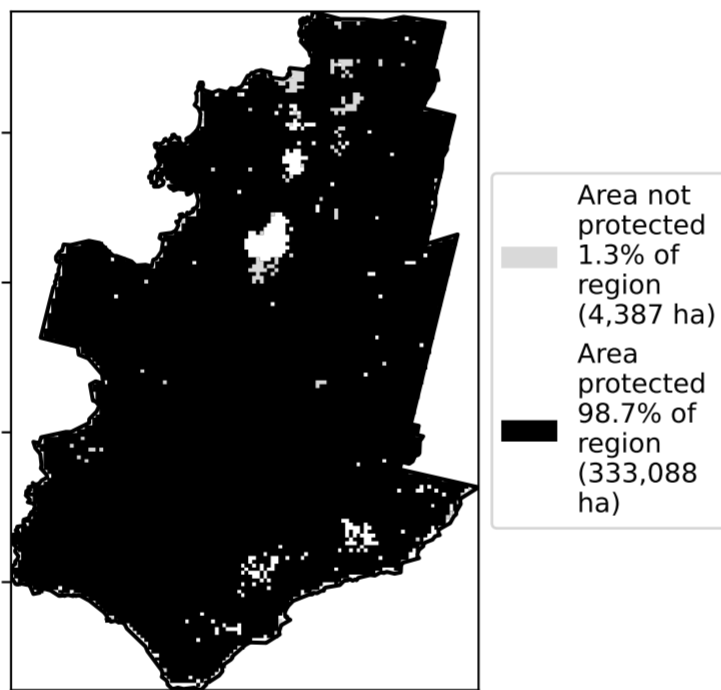 Area not
protected
1.3% of
region
(4,387 ha)
Area
protected
98.7% of
region
(333,088
ha)